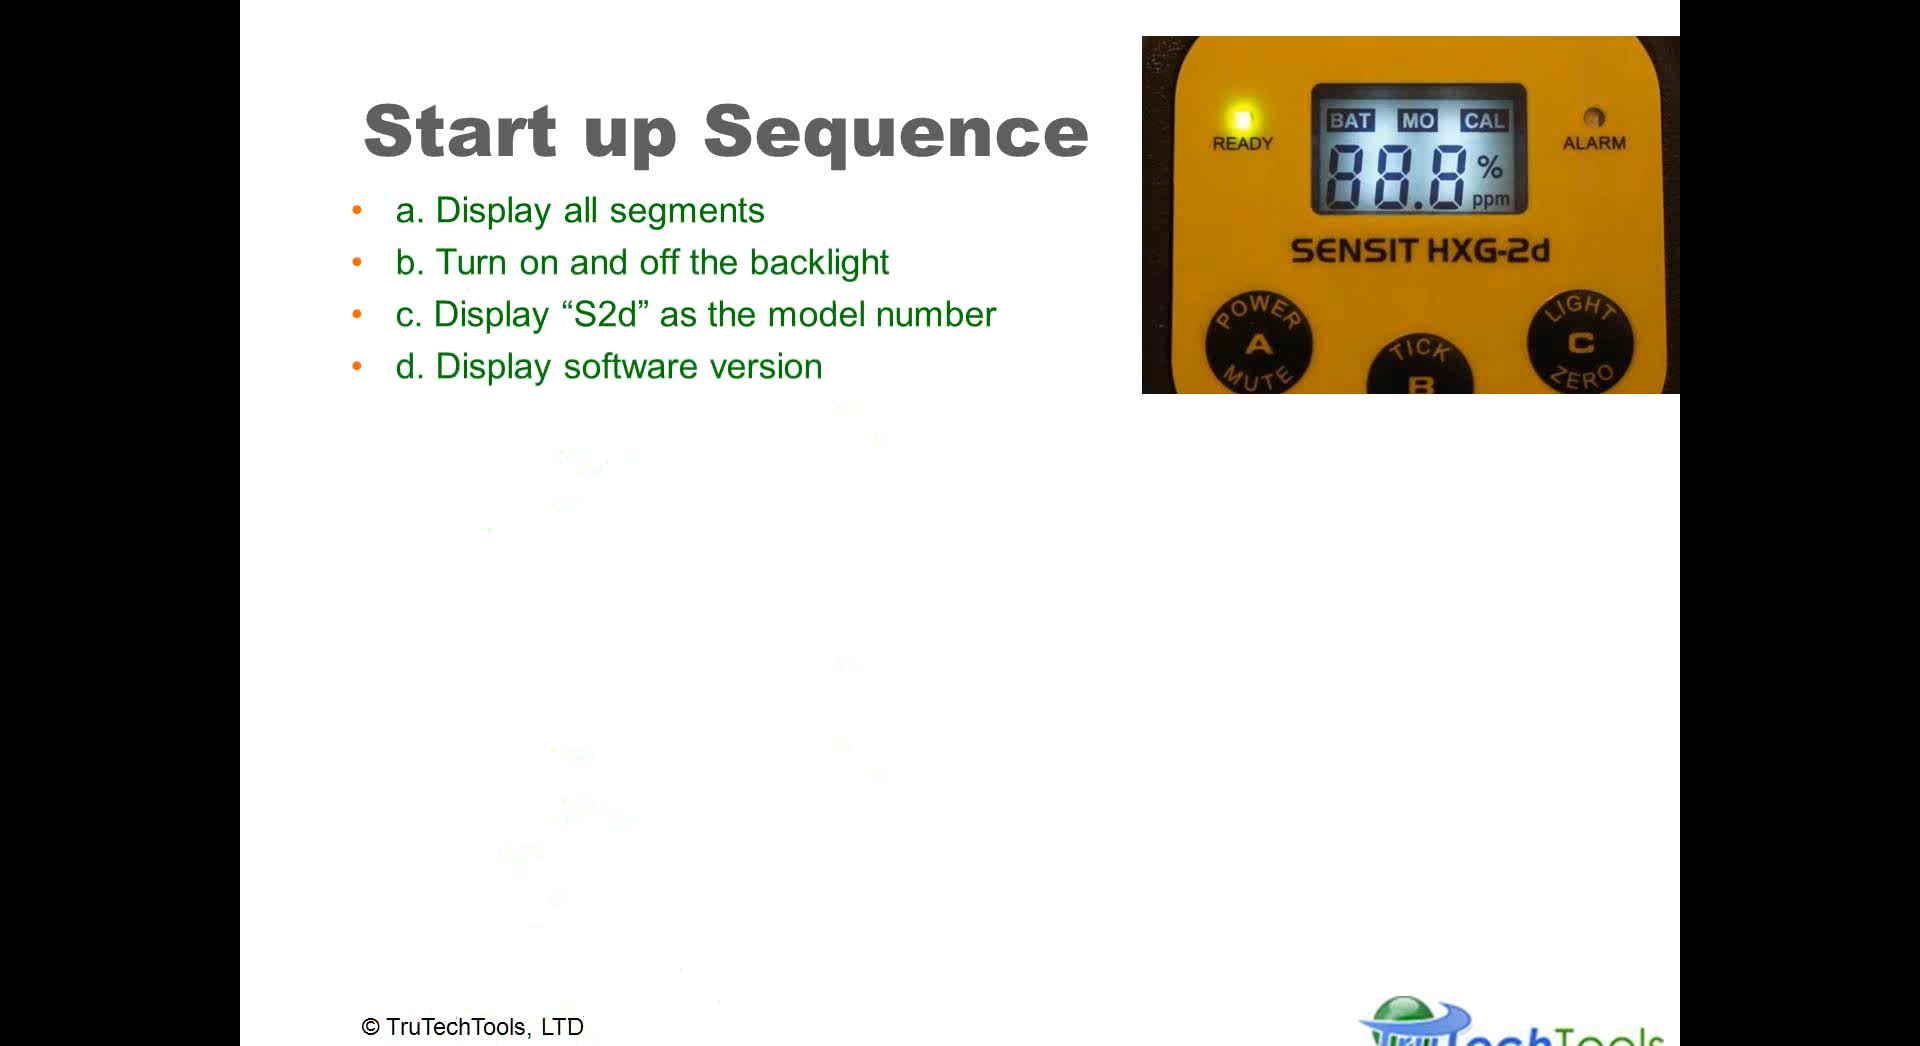 Start up Sequence
• a. Display all segments
• b. Turn on and off the backlight
• c. Display “S2d” as the model number
• d. Display software version
BAT MO CAL
READY
ALARM
88.8 %
ppm
SENSIT HXG-2d
POWER
A
MUTE
TICK
B
LIGHT
C
ZERO
© TruTechTools, LTD
TechTools